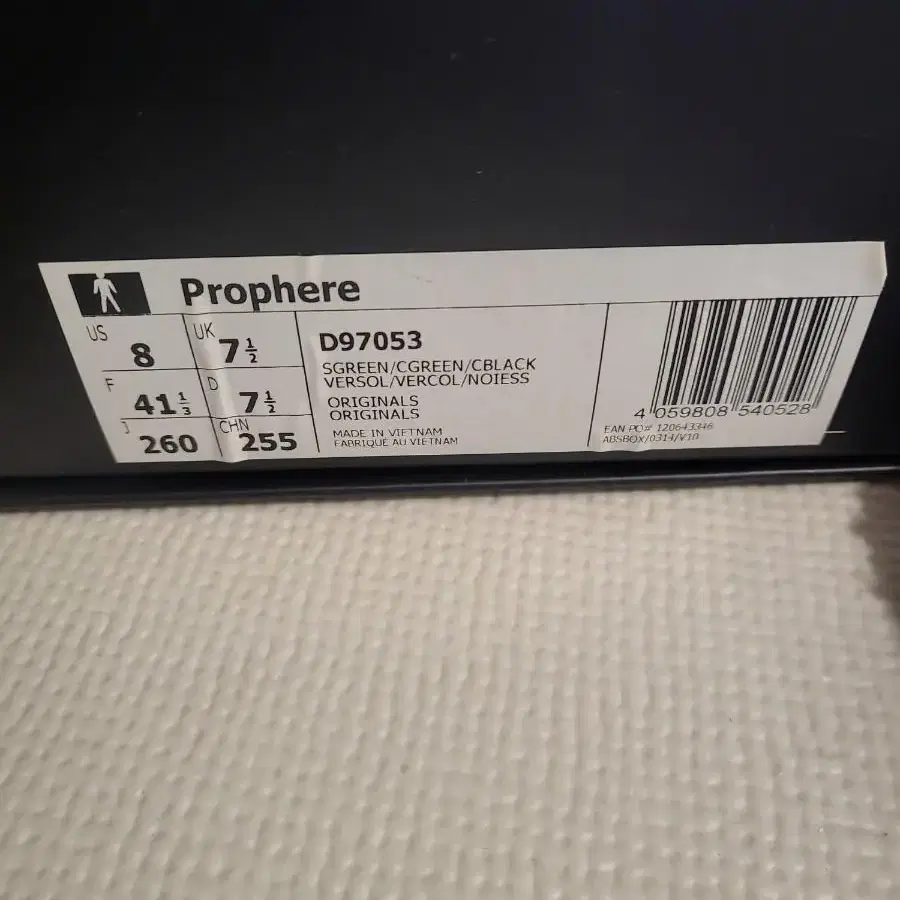 Prophere
US 8 UK 7 1/2
F 41 1/3 D 7 1/2
J 260 CHN 255
D97053
SGREEN/CGREEN/CBLACK
VERSOL/VERCOL/NOIESS
ORIGINALS
ORIGINALS
MADE IN VIETNAM
FABRIQUÉ AU VIETNAM
4 059808 540528
EAN PO# 120643346
ABSBOX/0314/V10